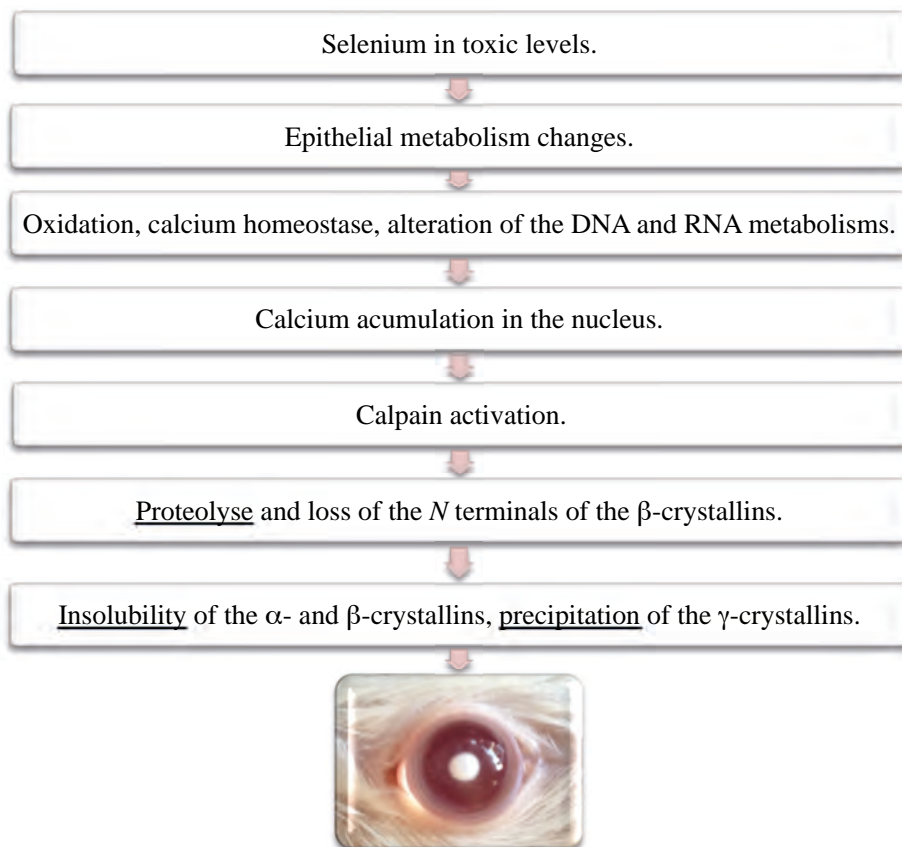 Selenium in toxic levels.
Epithelial metabolism changes.
Oxidation, calcium homeostase, alteration of the DNA and RNA metabolisms.
Calcium acumulation in the nucleus.
Calpain activation.
Proteolyse and loss of the N terminals of the β-crystallins.
Insolubility of the α- and β-crystallins, precipitation of the γ-crystallins.